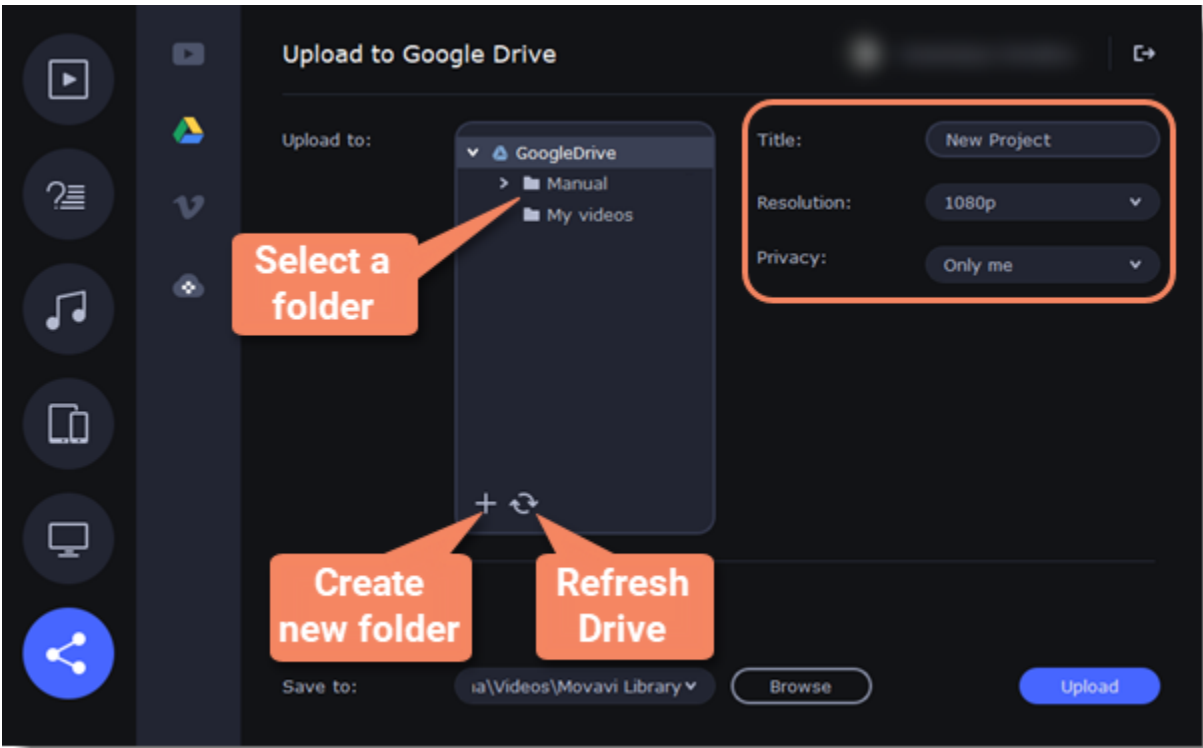 Upload to Google Drive
Upload to:
GoogleDrive
Manual
My videos
Title:
New Project
Resolution:
1080p
Privacy:
Only me
Select a
folder
Create
new folder
Refresh
Drive
Save to:
a\Videos\Movavi Library
Browse
Upload